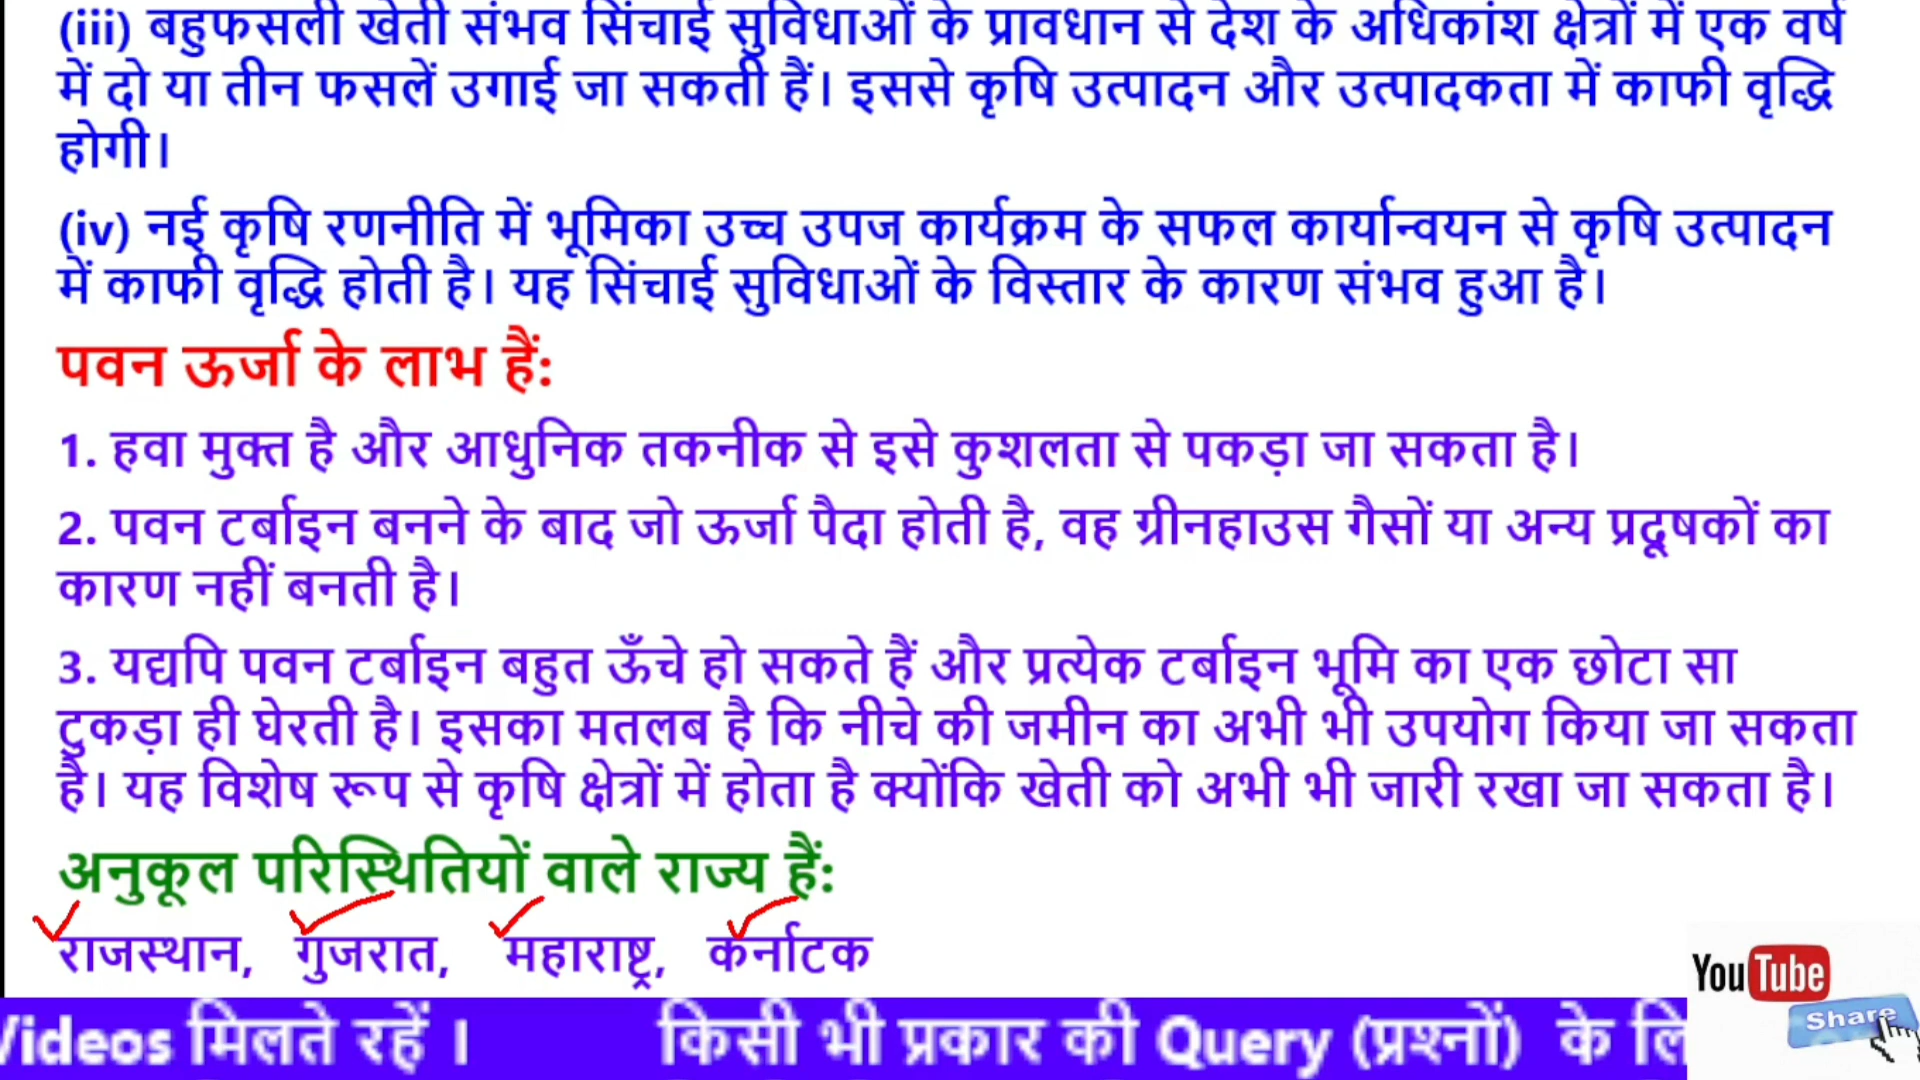 (iii) बहुफसली खेती संभव सिंचाई सुविधाओं के प्रावधान से देश के अधिकांश क्षेत्रों में एक वर्ष
में दो या तीन फसलें उगाई जा सकती हैं। इससे कृषि उत्पादन और उत्पादकता में काफी वृद्धि
होगी।
(iv) नई कृषि रणनीति में भूमिका उच्च उपज कार्यक्रम के सफल कार्यान्वयन से कृषि उत्पादन
में काफी वृद्धि होती है। यह सिंचाई सुविधाओं के विस्तार के कारण संभव हुआ है।
पवन ऊर्जा के लाभ हैं:
1. हवा मुक्त है और आधुनिक तकनीक से इसे कुशलता से पकड़ा जा सकता है।
2. पवन टर्बाइन बनने के बाद जो ऊर्जा पैदा होती है, वह ग्रीनहाउस गैसों या अन्य प्रदूषकों का
कारण नहीं बनती है।
3. यद्यपि पवन टर्बाइन बहुत ऊँचे हो सकते हैं और प्रत्येक टर्बाइन भूमि का एक छोटा सा
टुकड़ा ही घेरती है। इसका मतलब है कि नीचे की जमीन का अभी भी उपयोग किया जा सकता
है। यह विशेष रूप से कृषि क्षेत्रों में होता है क्योंकि खेती को अभी भी जारी रखा जा सकता है।
अनुकूल परिस्थितियों वाले राज्य हैं:
राजस्थान, गुजरात, महाराष्ट्र, कर्नाटक
YouTube
Share
Videos मिलते रहें । किसी भी प्रकार की Query (प्रश्नों) के लि